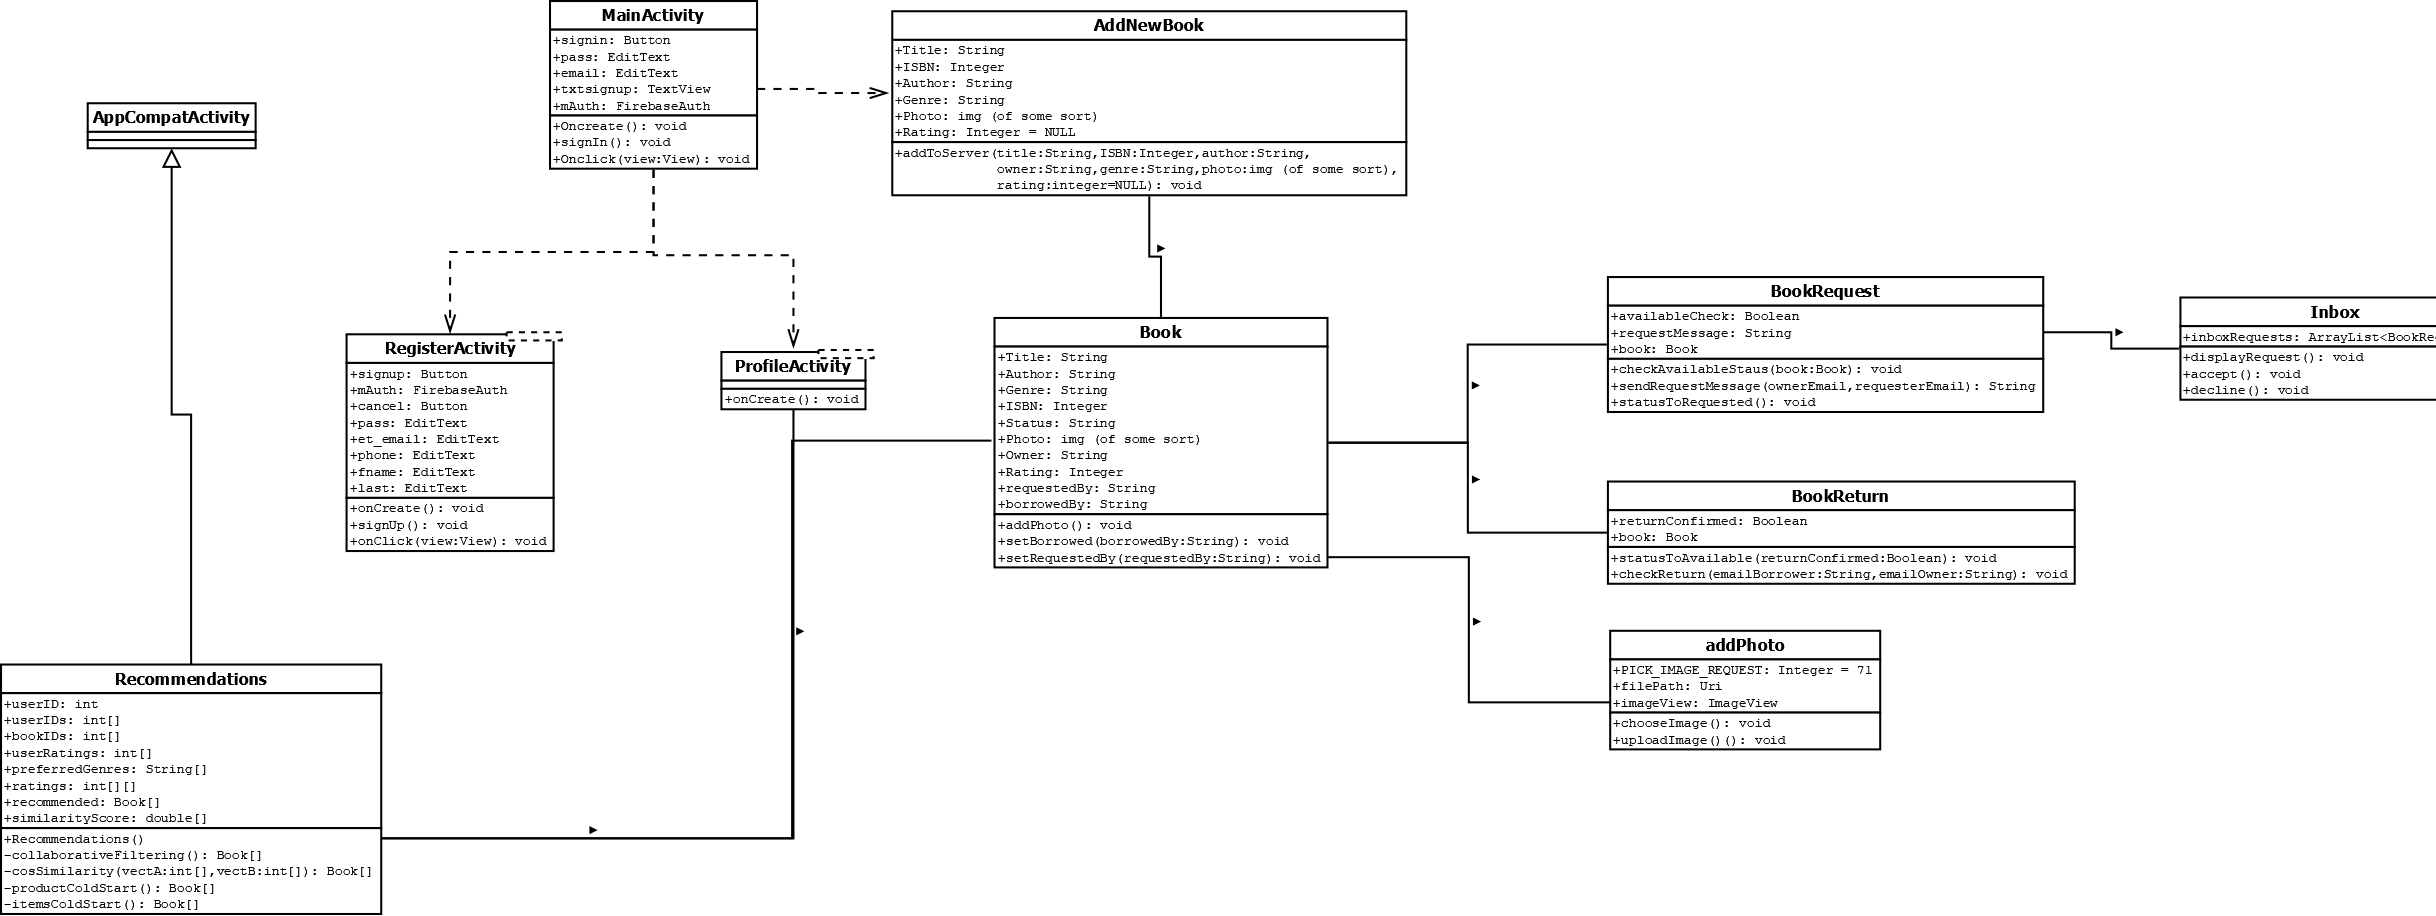 MainActivity
+signin: Button
+pass: EditText
+email: EditText
+txtsignup: TextView
+mAuth: FirebaseAuth
+Oncreate(): void
+signIn(): void
+Onclick(view:View): void
AddNewBook
+Title: String
+ISBN: Integer
+Author: String
+Genre: String
+Photo: img (of some sort)
+Rating: Integer = NULL
+addToServer(title:String,ISBN:Integer,author:String,
owner:String,genre:String,photo:img (of some sort),
rating:integer=NULL): void
AppCompatActivity
RegisterActivity
+signup: Button
+mAuth: FirebaseAuth
+cancel: Button
+pass: EditText
+et_email: EditText
+phone: EditText
+fname: EditText
+last: EditText
+onCreate(): void
+signUp(): void
+onClick(view:View): void
ProfileActivity
+onCreate(): void
Book
+Title: String
+Author: String
+Genre: String
+ISBN: Integer
+Status: String
+Photo: img (of some sort)
+Owner: String
+Rating: Integer
+requestedBy: String
+borrowedBy: String
+addPhoto(): void
+setBorrowed(borrowedBy:String): void
+setRequestedBy(requestedBy:String): void
BookRequest
+availableCheck: Boolean
+requestMessage: String
+book: Book
+checkAvailableStaus(book:Book): void
+sendRequestMessage(ownerEmail,requesterEmail): String
+statusToRequested(): void
Inbox
+inboxRequests: ArrayList<BookRe
+displayRequest(): void
+accept(): void
+decline(): void
BookReturn
+returnConfirmed: Boolean
+book: Book
+statusToAvailable(returnConfirmed:Boolean): void
+checkReturn(emailBorrower:String,emailOwner:String): void
addPhoto
+PICK_IMAGE_REQUEST: Integer = 71
+filePath: Uri
+imageView: ImageView
+chooseImage(): void
+uploadImage()(): void
Recommendations
+userID: int
+userIDs: int[]
+bookIDs: int[]
+userRatings: int[]
+preferredGenres: String[]
+ratings: int[][]
+recommended: Book[]
+similarityScore: double[]
+Recommendations()
-collaborativeFiltering(): Book[]
-cosSimilarity(vectA:int[],vectB:int[]): Book[]
-productColdStart(): Book[]
-itemsColdStart(): Book[]